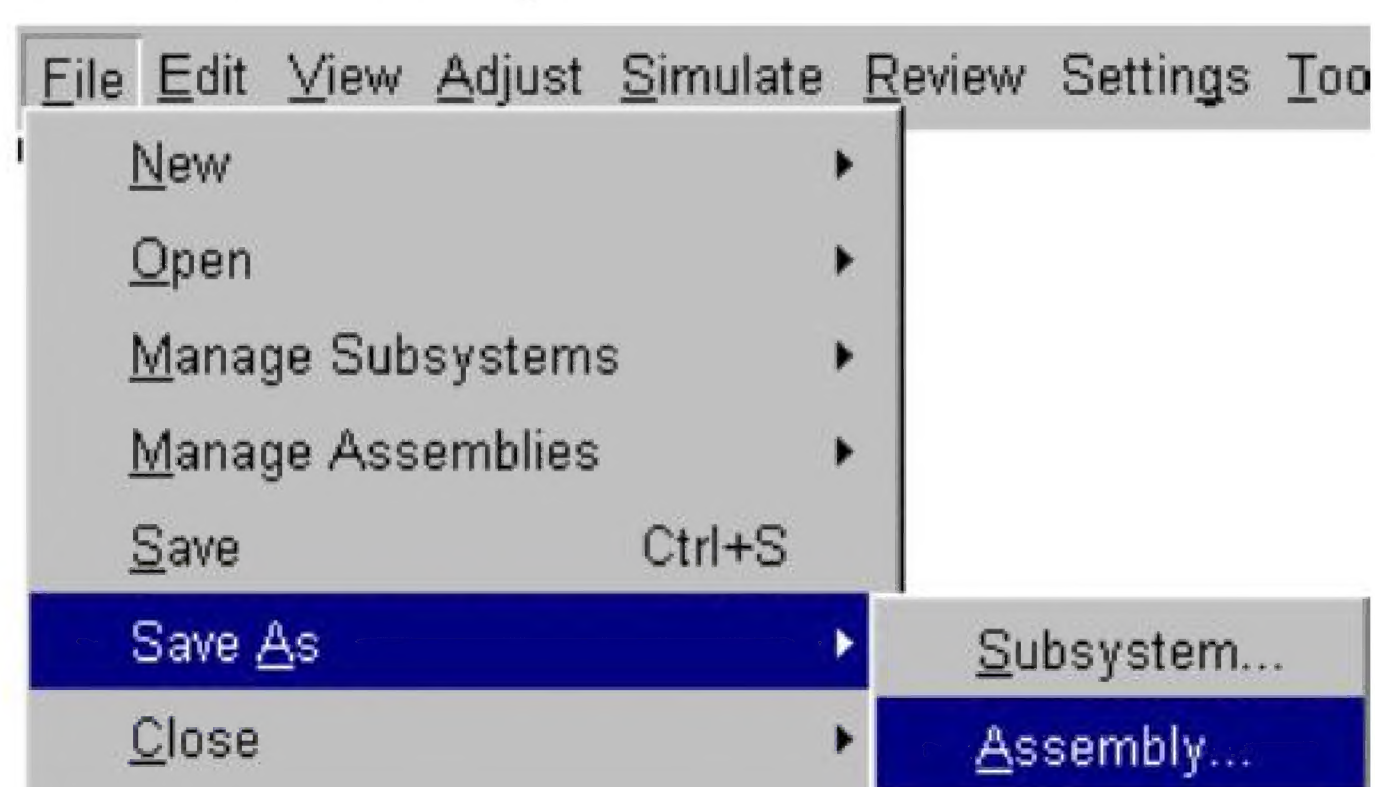 File Edit View Adjust Simulate Review Settings Too
New
Open
Manage Subsystems
Manage Assemblies
Save Ctrl+S
Save As
Subsystem...
Close
Assembly...